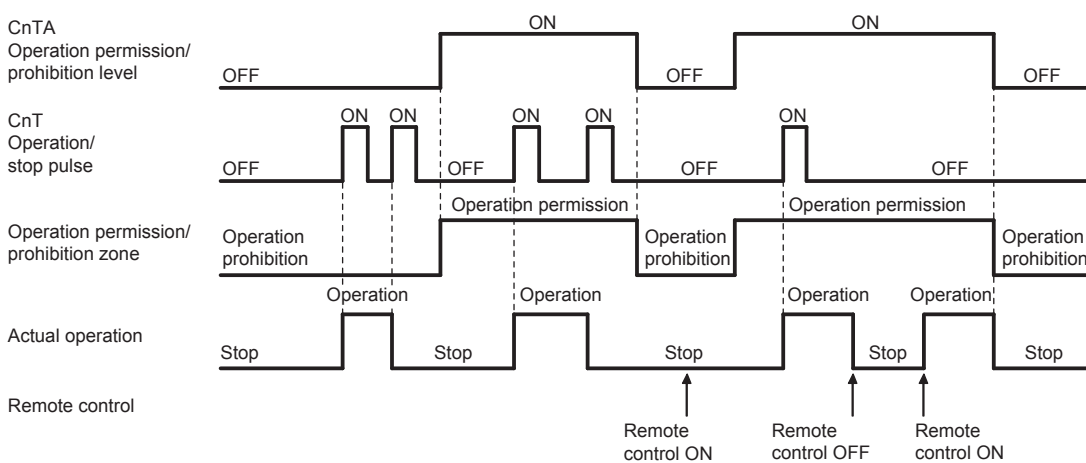 CnTA
Operation permission/
prohibition level
OFF
ON
OFF
ON
OFF
CnT
Operation/
stop pulse
OFF
ON ON
OFF
ON
ON
OFF
ON
OFF
Operation permission/
prohibition zone
Operation
prohibition
Operation permission
Operation
prohibition
Operation permission
Operation
prohibition
Actual operation
Stop
Operation
Stop
Operation
Stop
Operation
Stop
Operation
Stop
Remote control
Remote
control ON
Remote
control OFF
Remote
control ON